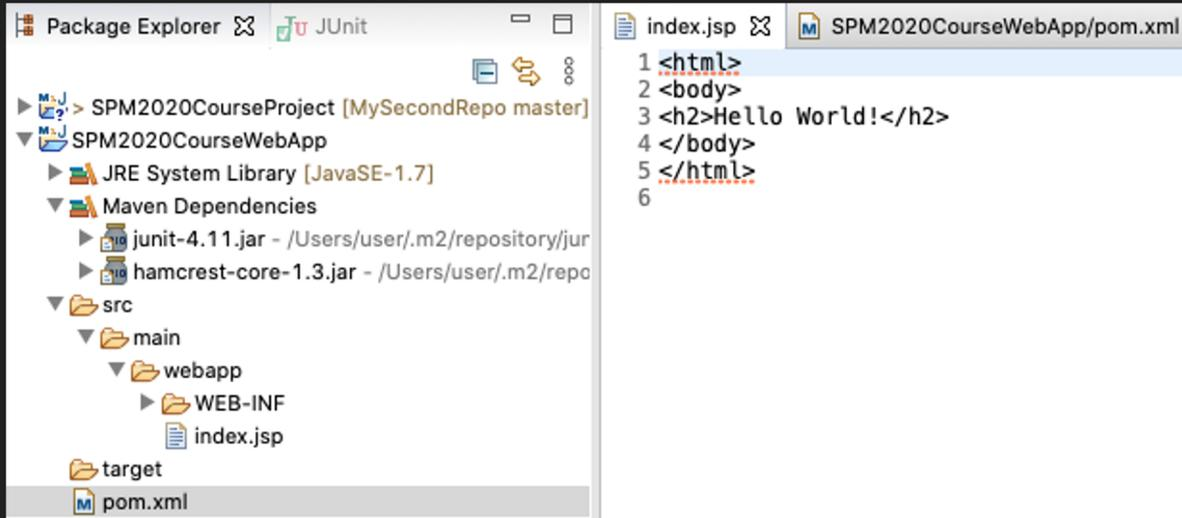 Package Explorer
JUnit
> SPM2020CourseProject [MySecondRepo master]
SPM2020CourseWebApp
JRE System Library [JavaSE-1.7]
Maven Dependencies
junit-4.11.jar - /Users/user/.m2/repository/jun
hamcrest-core-1.3.jar - /Users/user/.m2/repo
src
main
webapp
WEB-INF
index.jsp
target
pom.xml
index.jsp
SPM2020CourseWebApp/pom.xml
1 <html>
2 <body>
3 <h2>Hello World!</h2>
4 </body>
5 </html>
6